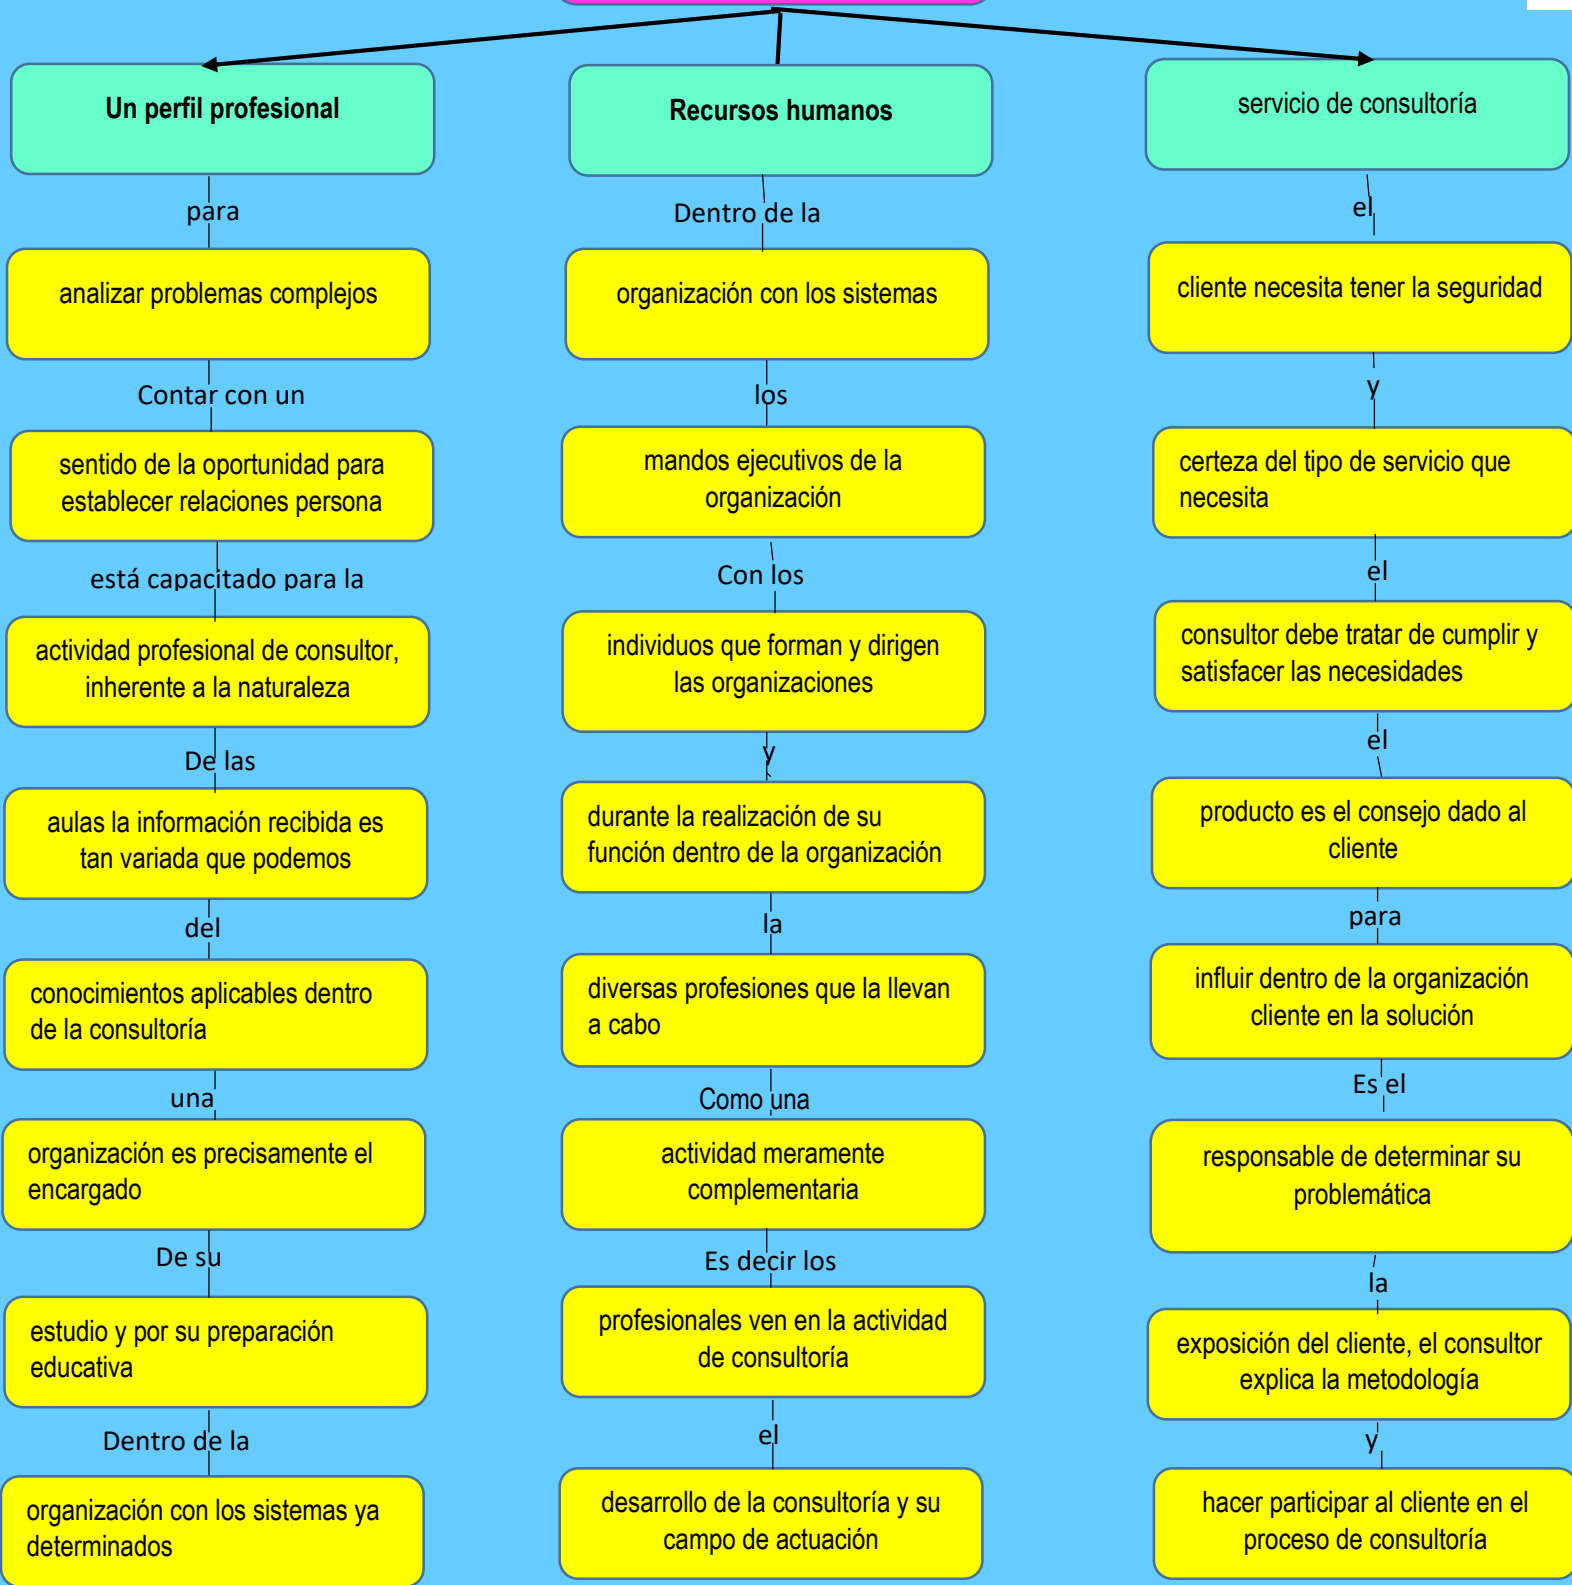 Un perfil profesional
para
analizar problemas complejos
Contar con un
sentido de la oportunidad para
establecer relaciones persona
está capacitado para la
actividad profesional de consultor,
inherente a la naturaleza
De las
aulas la información recibida es
tan variada que podemos
del
conocimientos aplicables dentro
de la consultoría
una
organización es precisamente el
encargado
De su
estudio y por su preparación
educativa
Dentro de la
organización con los sistemas ya
determinados
Recursos humanos
Dentro de la
organización con los sistemas
los
mandos ejecutivos de la
organización
Con los
individuos que forman y dirigen
las organizaciones
y
durante la realización de su
función dentro de la organización
la
diversas profesiones que la llevan
a cabo
Como una
actividad meramente
complementaria
Es decir los
profesionales ven en la actividad
de consultoría
el
desarrollo de la consultoría y su
campo de actuación
servicio de consultoría
el
cliente necesita tener la seguridad
y
certeza del tipo de servicio que
necesita
el
consultor debe tratar de cumplir y
satisfacer las necesidades
el
producto es el consejo dado al
cliente
para
influir dentro de la organización
cliente en la solución
Es el
responsable de determinar su
problemática
la
exposición del cliente, el consultor
explica la metodología
y
hacer participar al cliente en el
proceso de consultoría